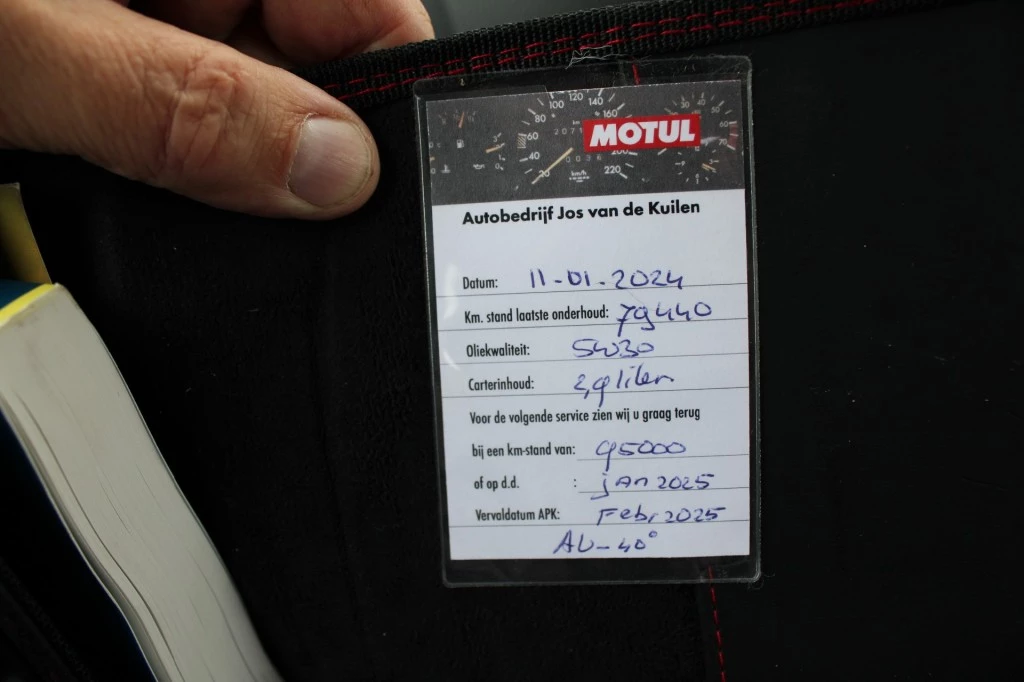 MOTUL
Autobedrijf Jos van de Kuilen
Datum: 11-01-2024
Km. stand laatste onderhoud: 79440
Oliekwaliteit: 5W30
Carterinhoud: 2,9 liter
Voor de volgende service zien wij u graag terug
bij een km-stand van: 95000
of op d.d. : jan 2025
Vervaldatum APK: Febr 2025
-40°